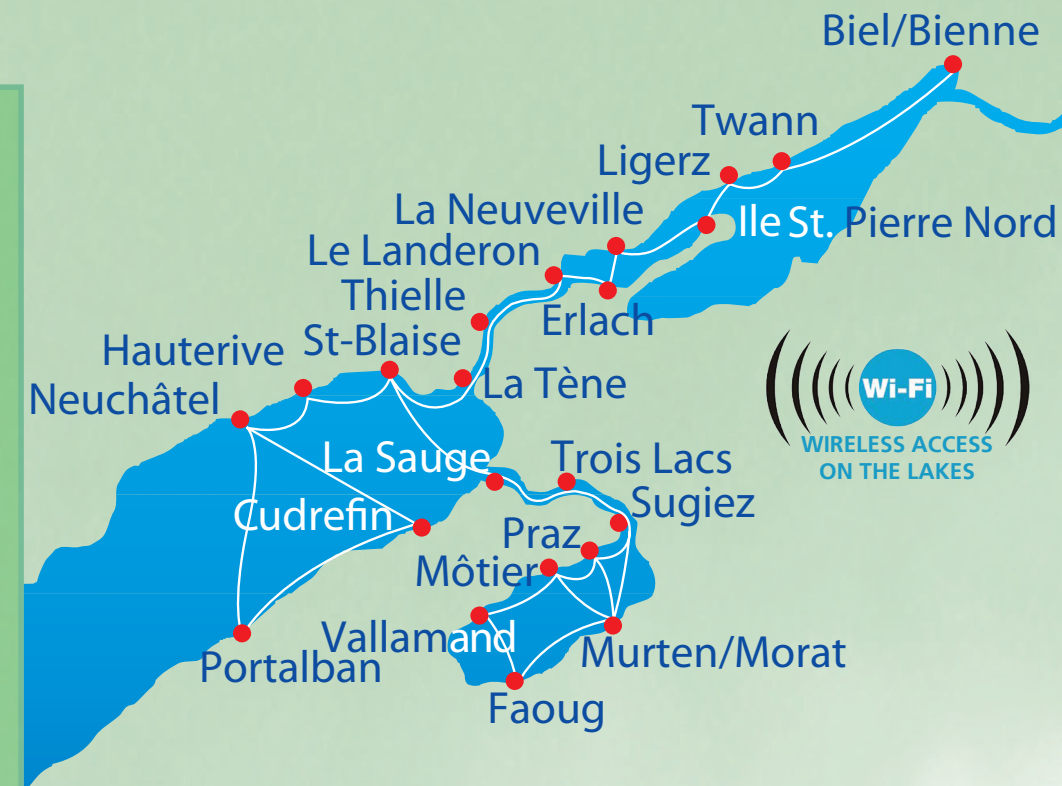 Biel/Bienne
Twann
Ligerz
La Neuveville
Ile St. Pierre Nord
Le Landeron
Thielle
Erlach
St-Blaise
Hauterive
La Tène
Neuchâtel
Wi-Fi
WIRELESS ACCESS
ON THE LAKES
La Sauge
Trois Lacs
Sugiez
Cudrefin
Praz
Môtier
Vallamand
Murten/Morat
Portalban
Faoug